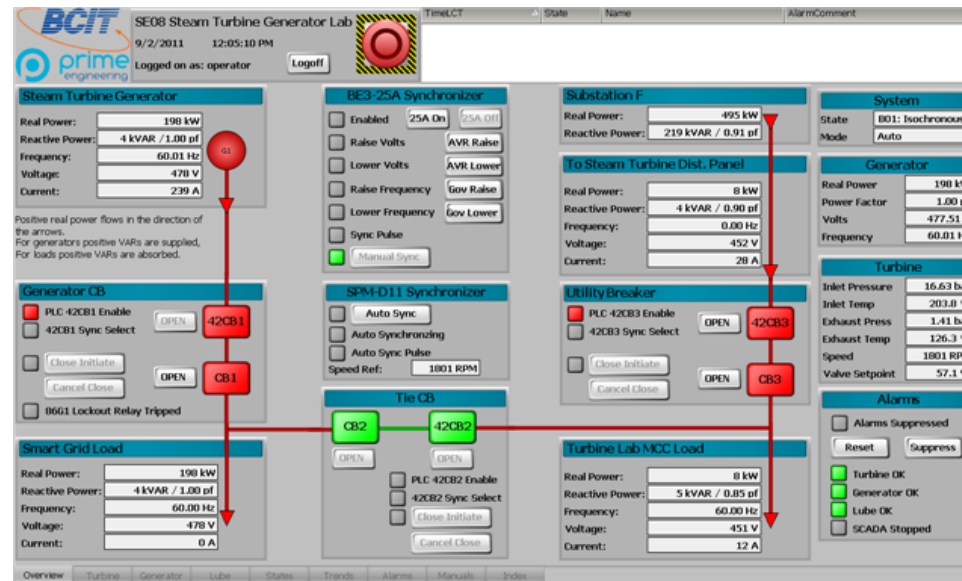 BCIT
prime
engineering
SE08 Steam Turbine Generator Lab
9/2/2011 12:05:10 PM
Logged on as: operator
Logoff
TimeLCT State Name AlarmComment
Steam Turbine Generator
Real Power: 198 kW
Reactive Power: 4 kVAR /1.00 pf
Frequency: 60.01 Hz
Voltage: 478 V
Current: 239 A
G1
Positive real power flows in the direction of
the arrows.
For generators positive VARs are supplied,
For loads positive VARs are absorbed.
Generator CB
PLC 42CB1 Enable
42CB1 Sync Select
OPEN
42CB1
Close Initiate
Cancel Close
OPEN
CB1
86G1 Lockout Relay Tripped
Smart Grid Load
Real Power: 198 kW
Reactive Power: 4 kVAR / 1.00 pf
Frequency: 60.00 Hz
Voltage: 478 V
Current: 0 A
BE3-25A Synchronizer
Enabled 25A On 25A Off
Raise Volts AVR Raise
Lower Volts AVR Lower
Raise Frequency Gov Raise
Lower Frequency Gov Lower
Sync Pulse
Manual Sync
SPM-D11 Synchronizer
Auto Sync
Auto Synchronzing
Auto Sync Pulse
Speed Ref: 1801 RPM
Tie CB
CB2 42CB2
OPEN OPEN
PLC 42CB2 Enable
42CB2 Sync Select
Close Initiate
Cancel Close
Substation F
Real Power: 495 kW
Reactive Power: 219 kVAR / 0.91 pf
To Steam Turbine Dist. Panel
Real Power: 8 kW
Reactive Power: 4 kVAR / 0.90 pf
Frequency: 0.00 Hz
Voltage: 452 V
Current: 28 A
Utility Breaker
PLC 42CB3 Enable
42CB3 Sync Select
OPEN
42CB3
Close Initiate
Cancel Close
OPEN
CB3
Turbine Lab MCC Load
Real Power: 8 kW
Reactive Power: 5 kVAR / 0.85 pf
Frequency: 60.00 Hz
Voltage: 451 V
Current: 12 A
System
State B01: Isochronous
Mode Auto
Generator
Real Power 198 k
Power Factor 1.00
Volts 477.51
Frequency 60.01 H
Turbine
Inlet Pressure 16.63 b
Inlet Temp 203.8
Exhaust Press 1.41 b
Exhaust Temp 126.3
Speed 1801 RP
Valve Setpoint 57.1
Alarms
Alarms Suppressed
Reset Suppress
Turbine OK
Generator OK
Lube OK
SCADA Stopped
Overview Turbine Generator Lube States Trends Alarms Manuals Index